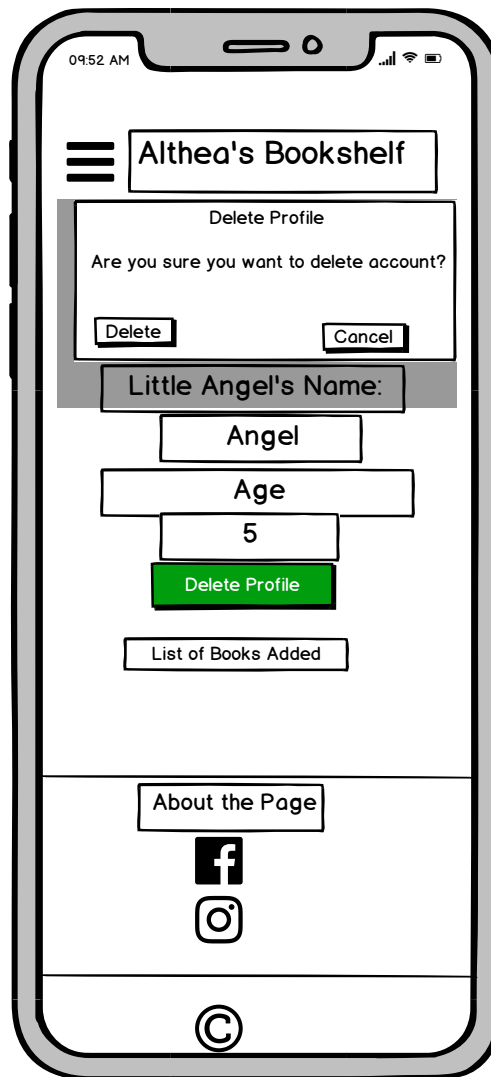 09:52 AM
Althea's Bookshelf
Delete Profile
Are you sure you want to delete account?
Delete
Cancel
Little Angel's Name:
Angel
Age
5
Delete Profile
List of Books Added
About the Page
©